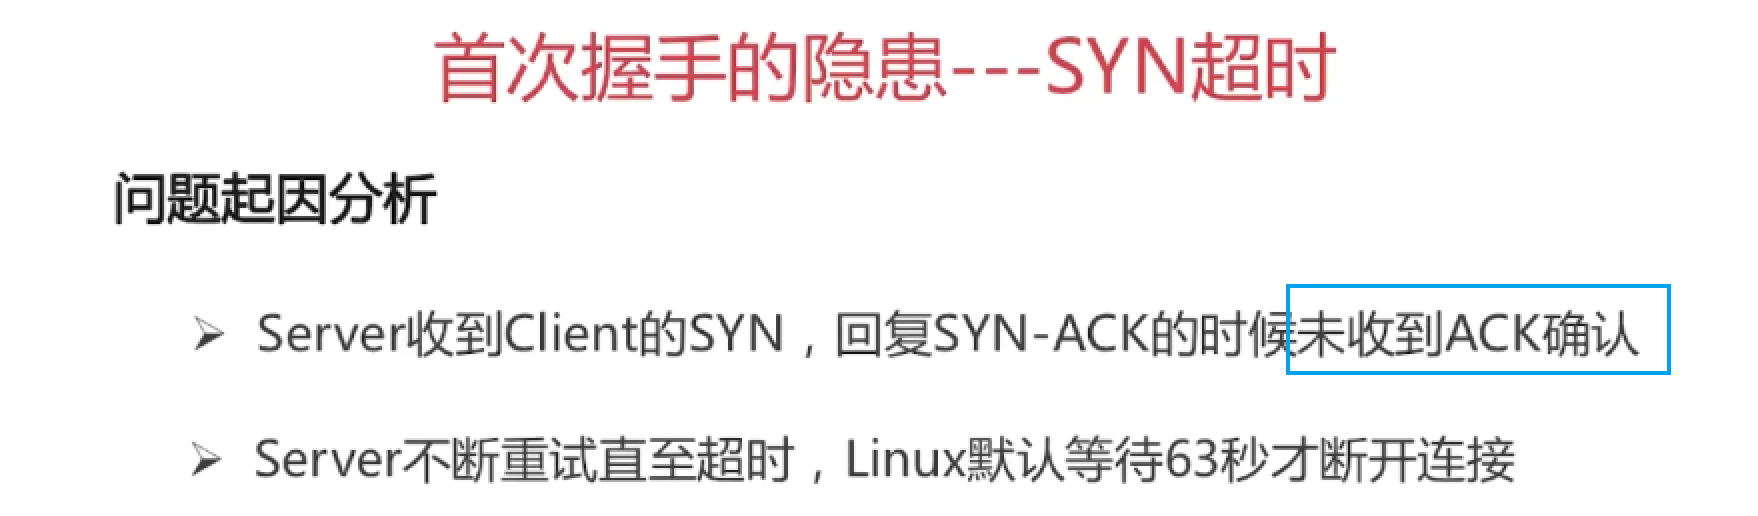 首次握手的隐患---SYN超时
问题起因分析
➢ Server收到Client的SYN，回复SYN-ACK的时候未收到ACK确认
➢ Server不断重试直至超时，Linux默认等待63秒才断开连接